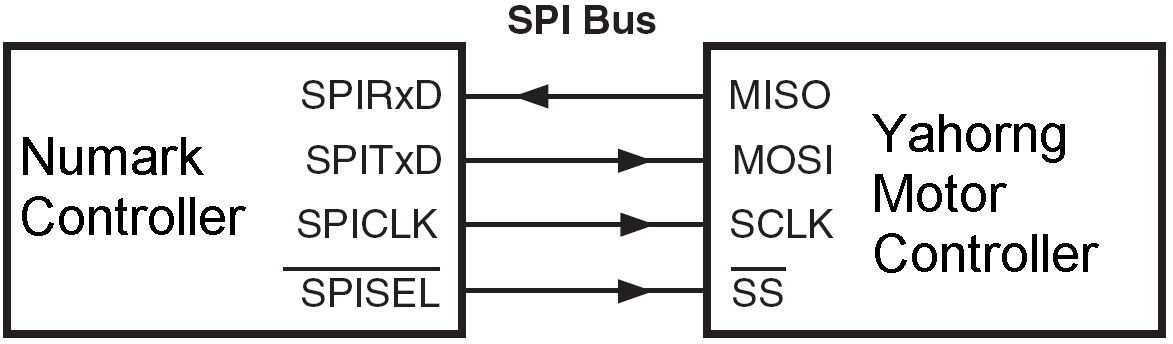 SPI Bus
SPIRxD
MISO
SPITxD
MOSI
SPICLK
SCLK
SPISEL
SS
Numark
Controller
Yahorng
Motor
Controller